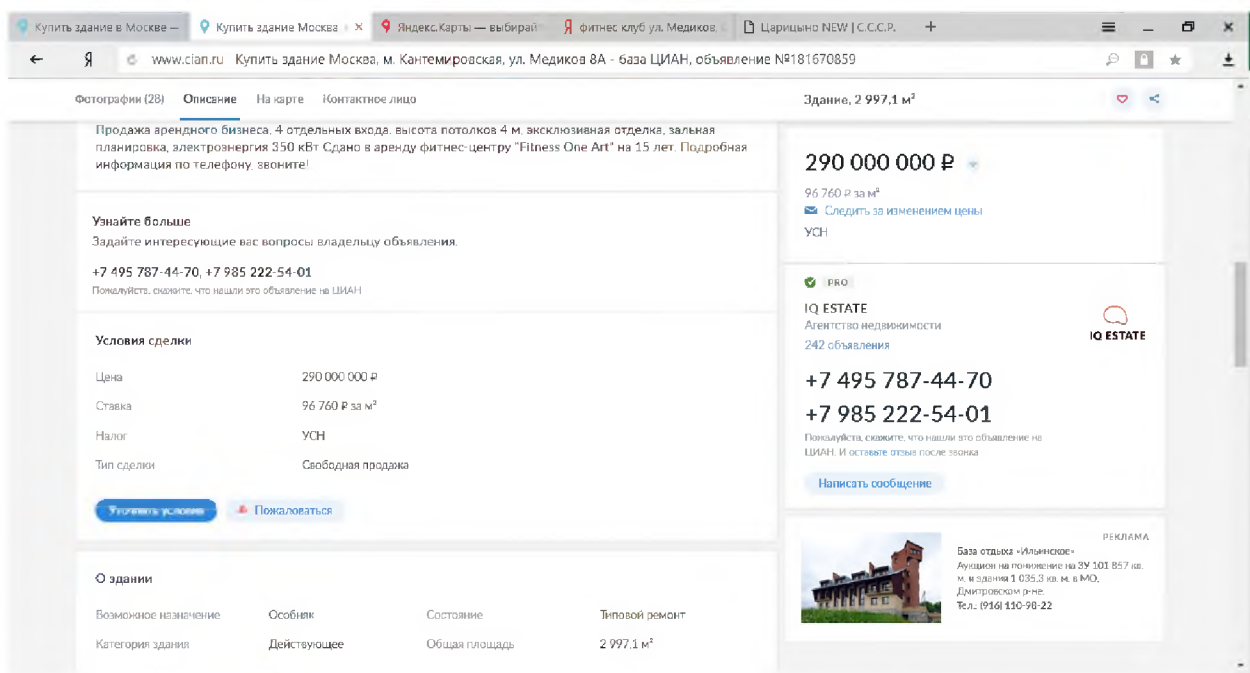 Купить здание в Москве —
Купить здание Москва
Яндекс.Карты — выбирай
фитнес клуб ул. Медиков,
Царицыно NEW | С.С.С.Р.
www.cian.ru Купить здание Москва, м. Кантемировская, ул. Медиков 8А - база ЦИАН, объявление №181670859
Фотографии (28) Описание На карте Контактное лицо
Здание, 2 997,1 м²
Продажа арендного бизнеса, 4 отдельных входа, высота потолков 4 м, эксклюзивная отделка, зальная
планировка, электроэнергия 350 кВт Сдано в аренду фитнес-центру "Fitness One Art" на 15 лет. Подробная
информация по телефону, звоните!
Узнайте больше
Задайте интересующие вас вопросы владельцу объявления.
+7 495 787-44-70, +7 985 222-54-01
Пожалуйста, скажите, что нашли это объявление на ЦИАН
Условия сделки
Цена 290 000 000 ₽
Ставка 96 760 ₽ за м²
Налог УСН
Тип сделки Свободная продажа
Уточнить условия Пожаловаться
О здании
Возможное назначение Особняк Состояние Типовой ремонт
Категория здания Действующее Общая площадь 2 997,1 м²
290 000 000 ₽
96 760 ₽ за м²
Следить за изменением цены
УСН
PRO
IQ ESTATE
Агентство недвижимости
242 объявления
IQ ESTATE
+7 495 787-44-70
+7 985 222-54-01
Пожалуйста, скажите, что нашли это объявление на
ЦИАН. И оставьте отзыв после звонка
Написать сообщение
РЕКЛАМА
База отдыха «Ильинское»
Аукцион на понижение на ЗУ 101 857 кв.
м. и здания 1 035,3 кв. м. в МО,
Дмитровском р-не.
Тел.: (916) 110-98-22